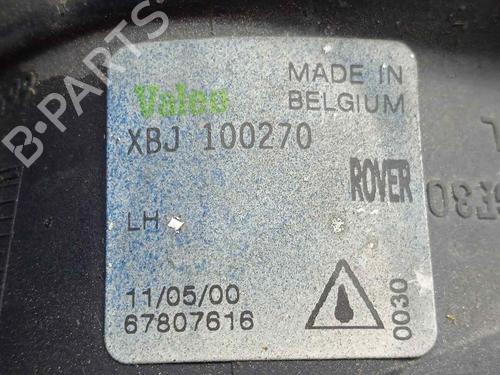 B-PARTS
Valeo
MADE IN
BELGIUM
XBJ 100270
ROVER
LH
11/05/00
67807616
0030